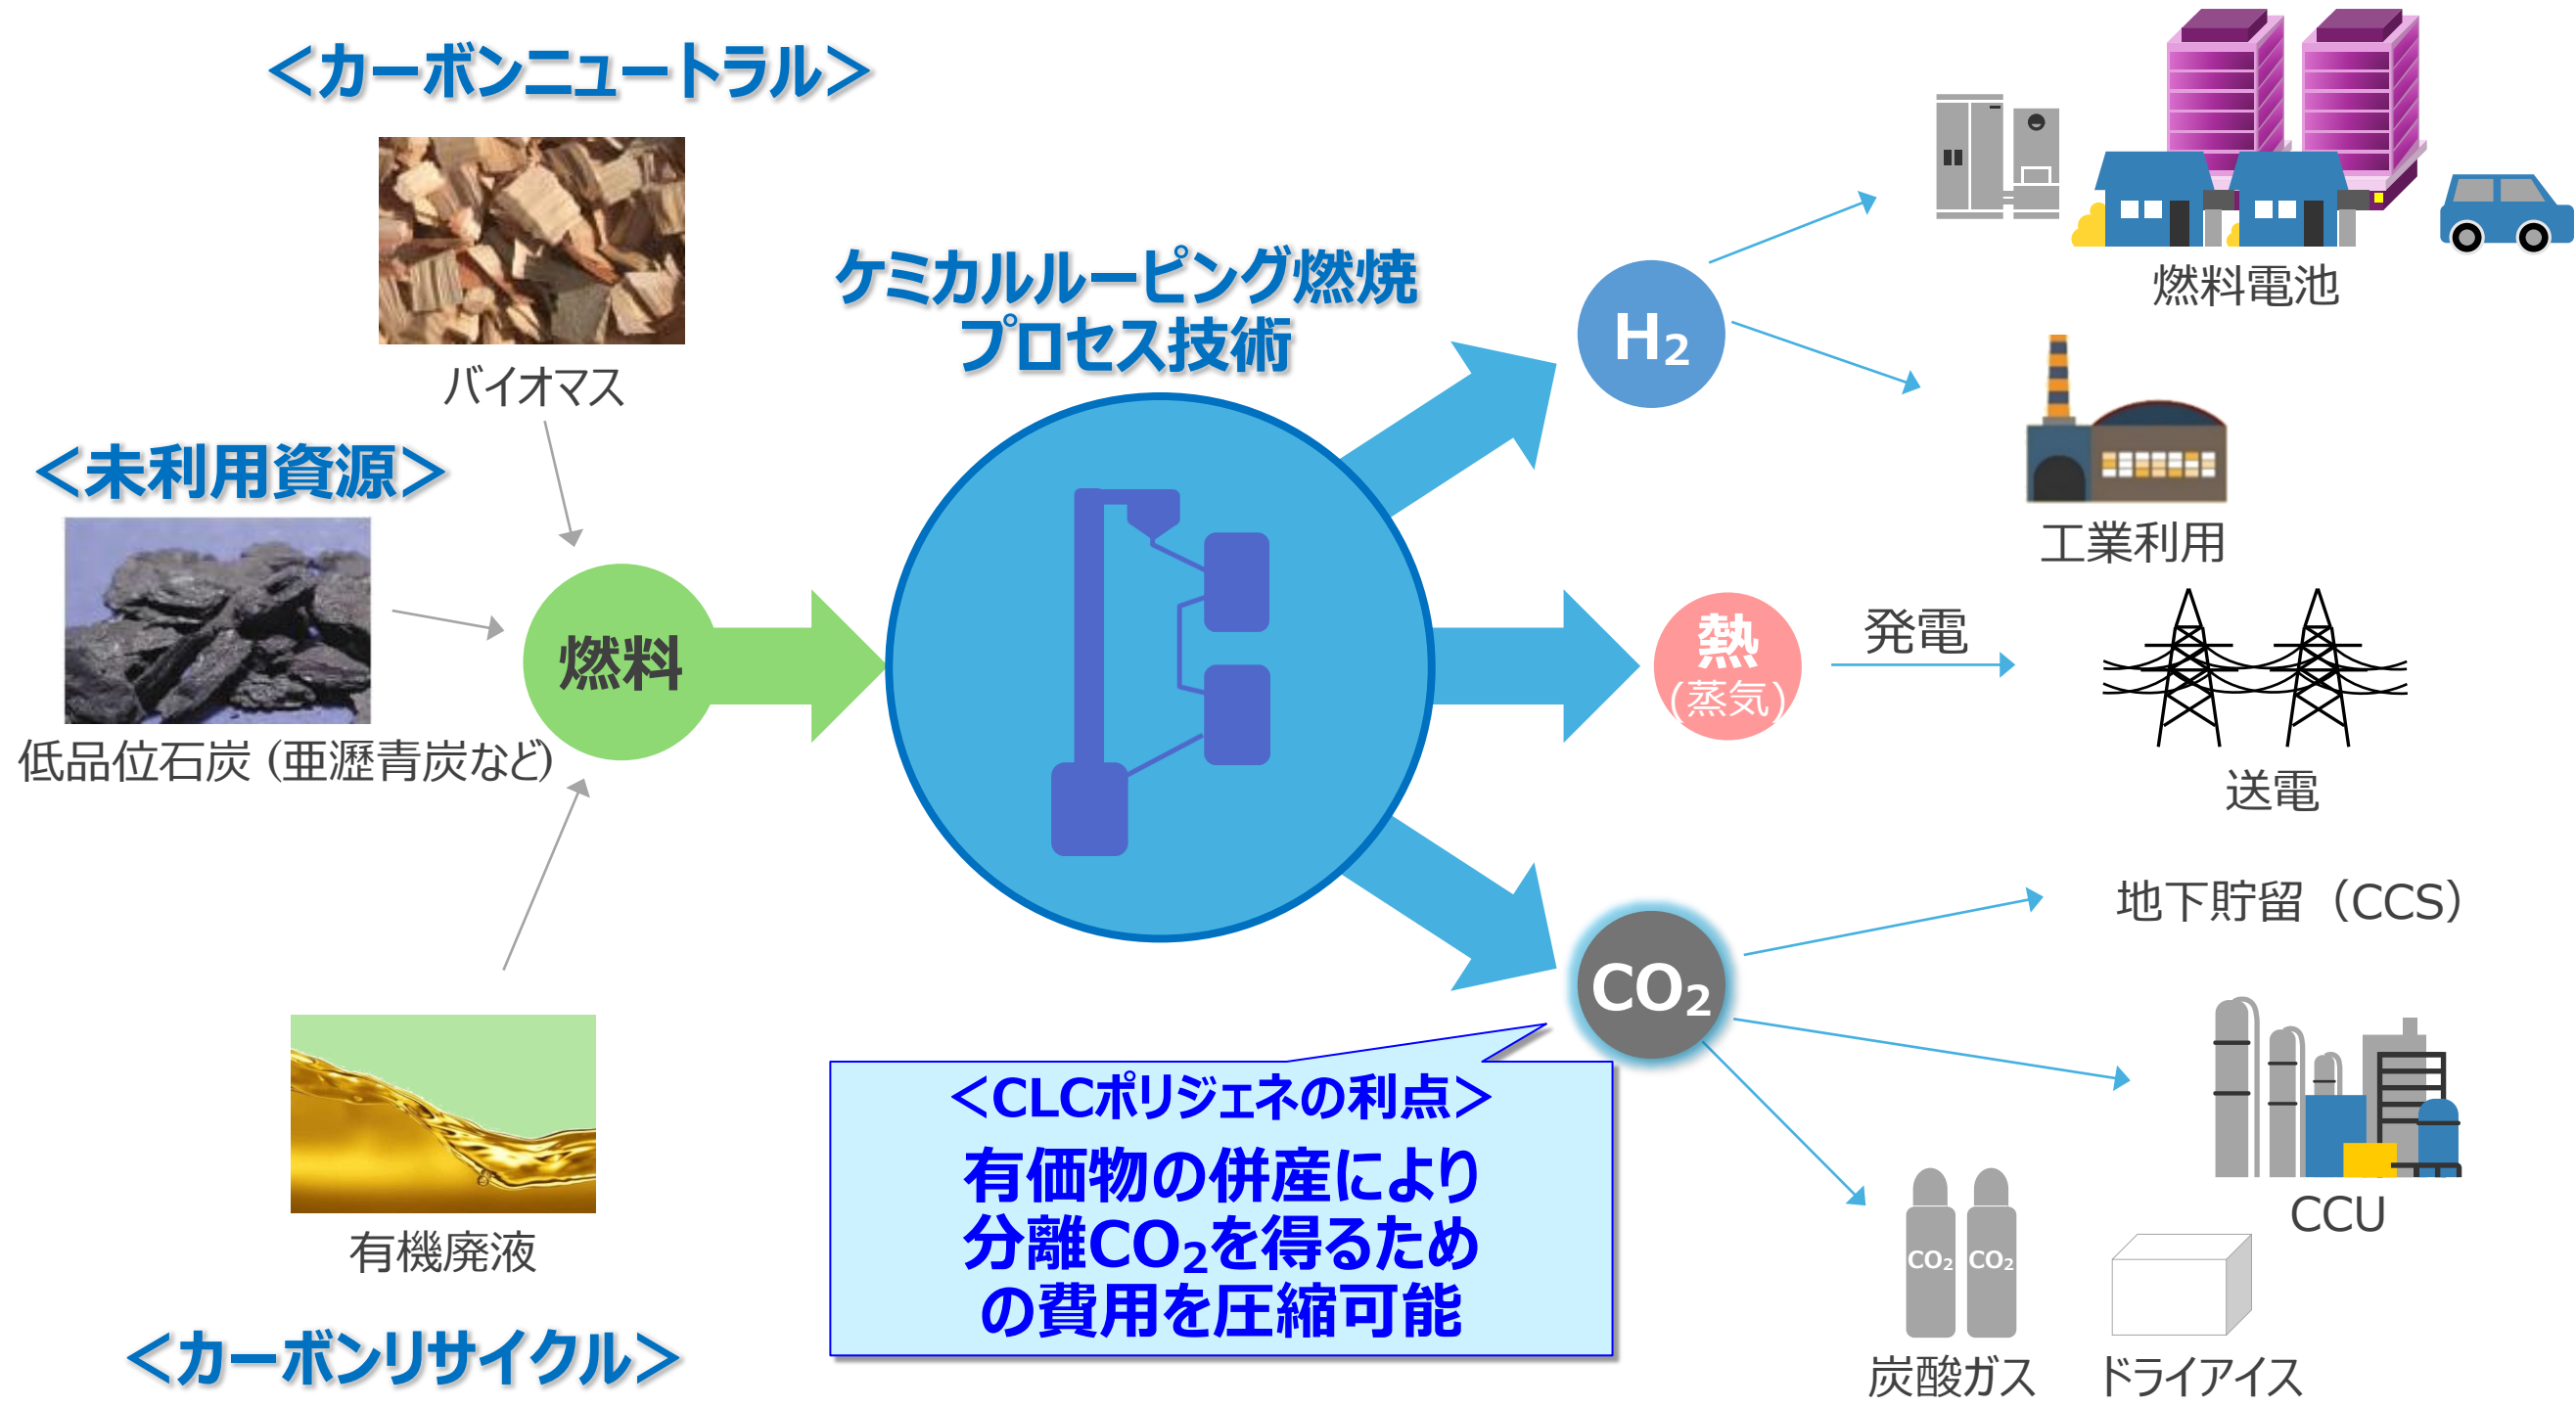 ＜カーボンニュートラル＞
バイオマス
＜未利用資源＞
低品位石炭 (亜瀝青炭など)
有機廃液
＜カーボンリサイクル＞
燃料
ケミカルルーピング燃焼
プロセス技術
H₂
燃料電池
工業利用
熱
(蒸気)
発電
送電
CO₂
地下貯留（CCS）
CCU
CO₂ CO₂
炭酸ガス
ドライアイス
＜CLCポリジェネの利点＞
有価物の併産により
分離CO₂を得るため
の費用を圧縮可能